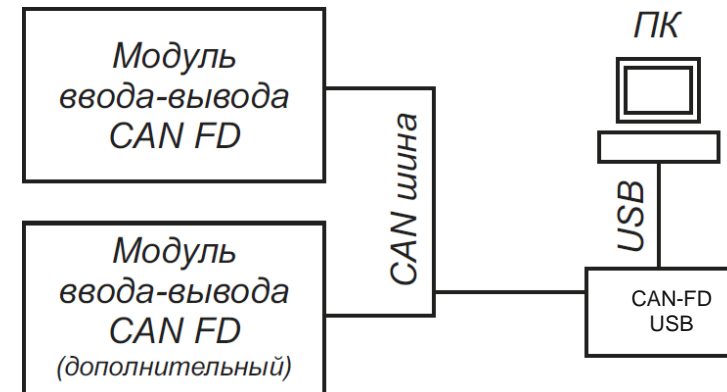 Модуль
ввода-вывода
CAN FD
ПК
CAN шина
USB
Модуль
ввода-вывода
CAN FD
(дополнительный)
CAN-FD
USB